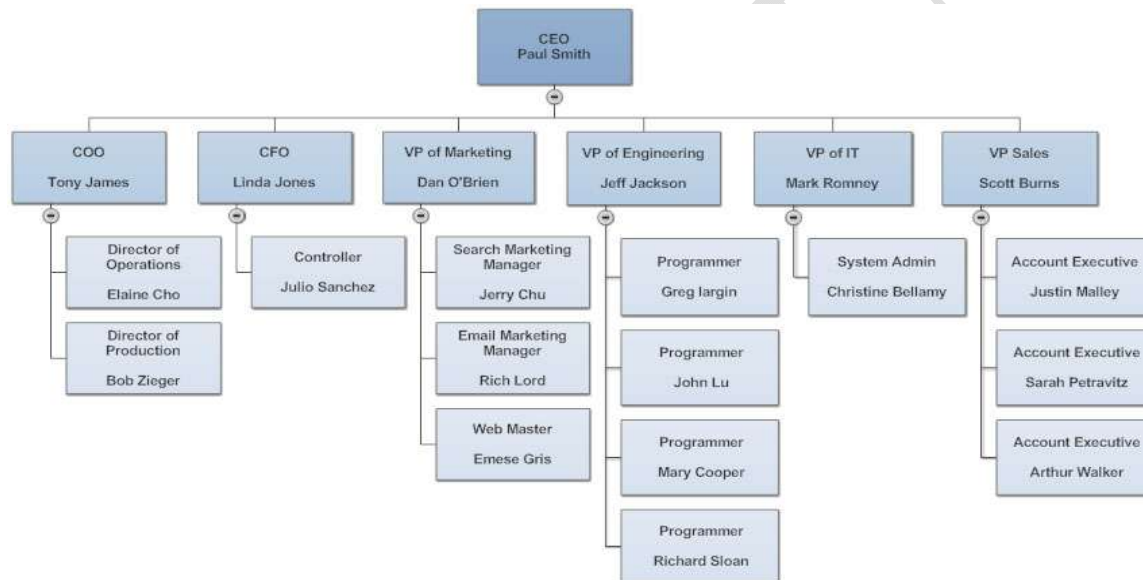 CEO
Paul Smith
COO
Tony James
CFO
Linda Jones
VP of Marketing
Dan O'Brien
VP of Engineering
Jeff Jackson
VP of IT
Mark Romney
VP Sales
Scott Burns
Director of
Operations
Elaine Cho
Director of
Production
Bob Zieger
Controller
Julio Sanchez
Search Marketing
Manager
Jerry Chu
Email Marketing
Manager
Rich Lord
Web Master
Emese Gris
Programmer
Greg Iargin
Programmer
John Lu
Programmer
Mary Cooper
Programmer
Richard Sloan
System Admin
Christine Bellamy
Account Executive
Justin Malley
Account Executive
Sarah Petravitz
Account Executive
Arthur Walker